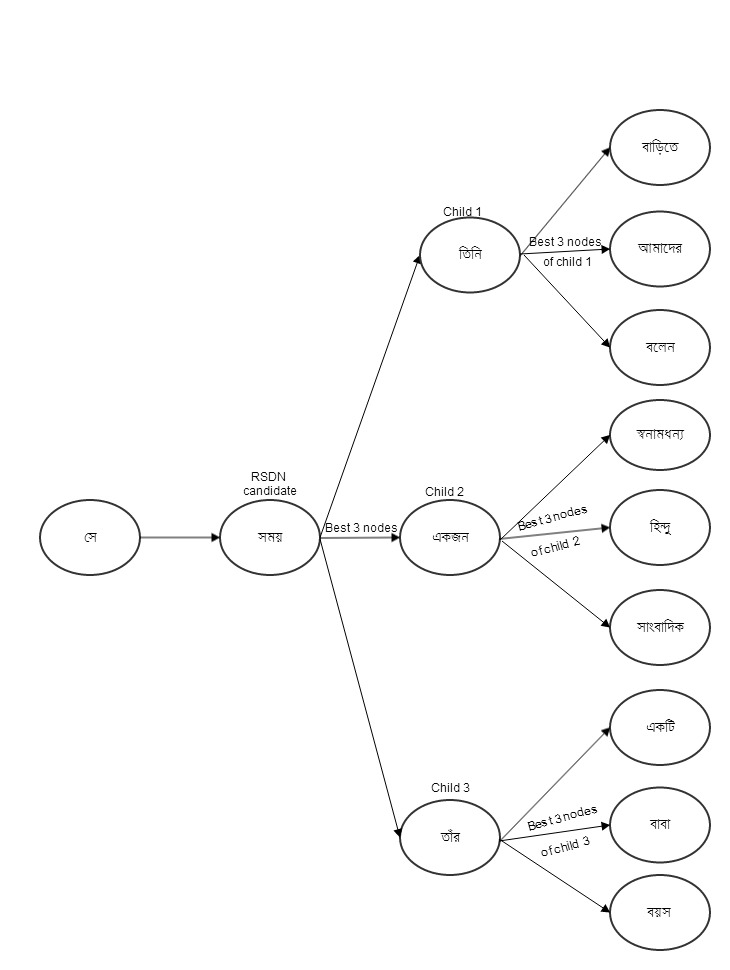 বাড়িতে
Child 1
তিনি
Best 3 nodes
of child 1
আমাদের
বলেন
স্বনামধন্য
RSDN
candidate
সে
সময়
Best 3 nodes
Child 2
একজন
Best 3 nodes
of child 2
হিন্দু
সাংবাদিক
একটি
Child 3
তাঁর
Best 3 nodes
of child 3
বাবা
বয়স